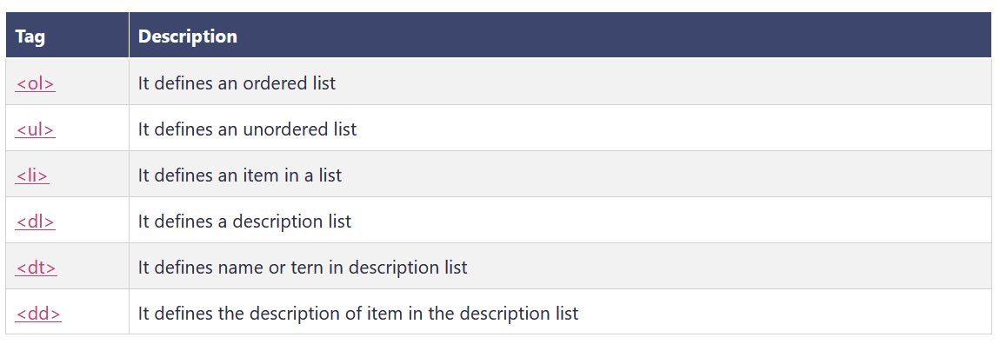 Tag Description
<ol> It defines an ordered list
<ul> It defines an unordered list
<li> It defines an item in a list
<dl> It defines a description list
<dt> It defines name or tern in description list
<dd> It defines the description of item in the description list